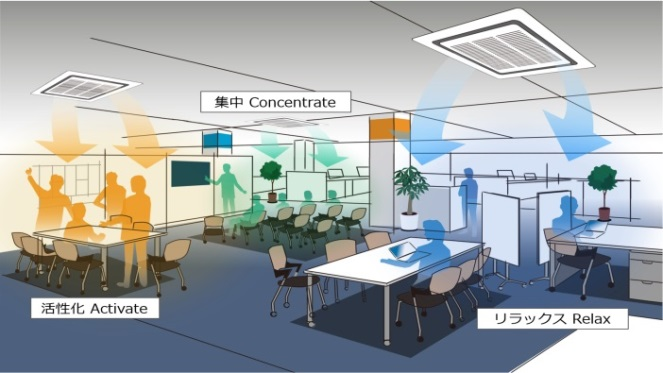 集中 Concentrate
活性化 Activate
リラックス Relax